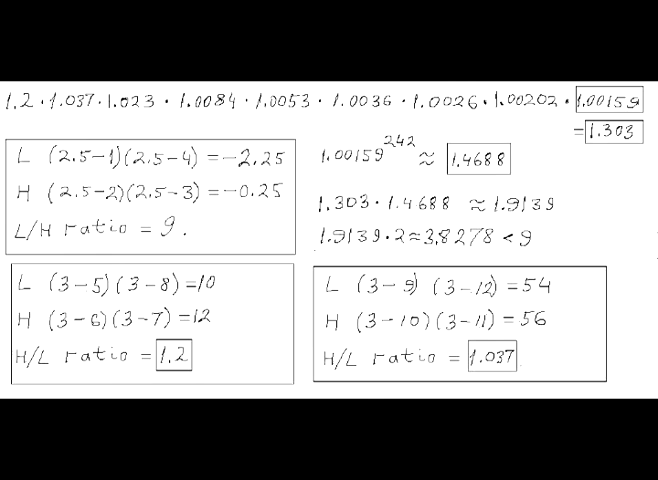 1.2 · 1.037 · 1.023 · 1.0084 · 1.0053 · 1.0036 · 1.0026 · 1.00202 · 1.00159
= 1.303
L (2.5-1)(2.5-4) = -2.25
H (2.5-2)(2.5-3) = -0.25
L/H ratio = 9.
1.00159^242 ≈ 1.4688
1.303 · 1.4688 ≈ 1.9139
1.9139 · 2 ≈ 3,8278 < 9
L (3-5)(3-8) = 10
H (3-6)(3-7) = 12
H/L ratio = 1.2
L (3-9)(3-12) = 54
H (3-10)(3-11) = 56
H/L ratio = 1.037